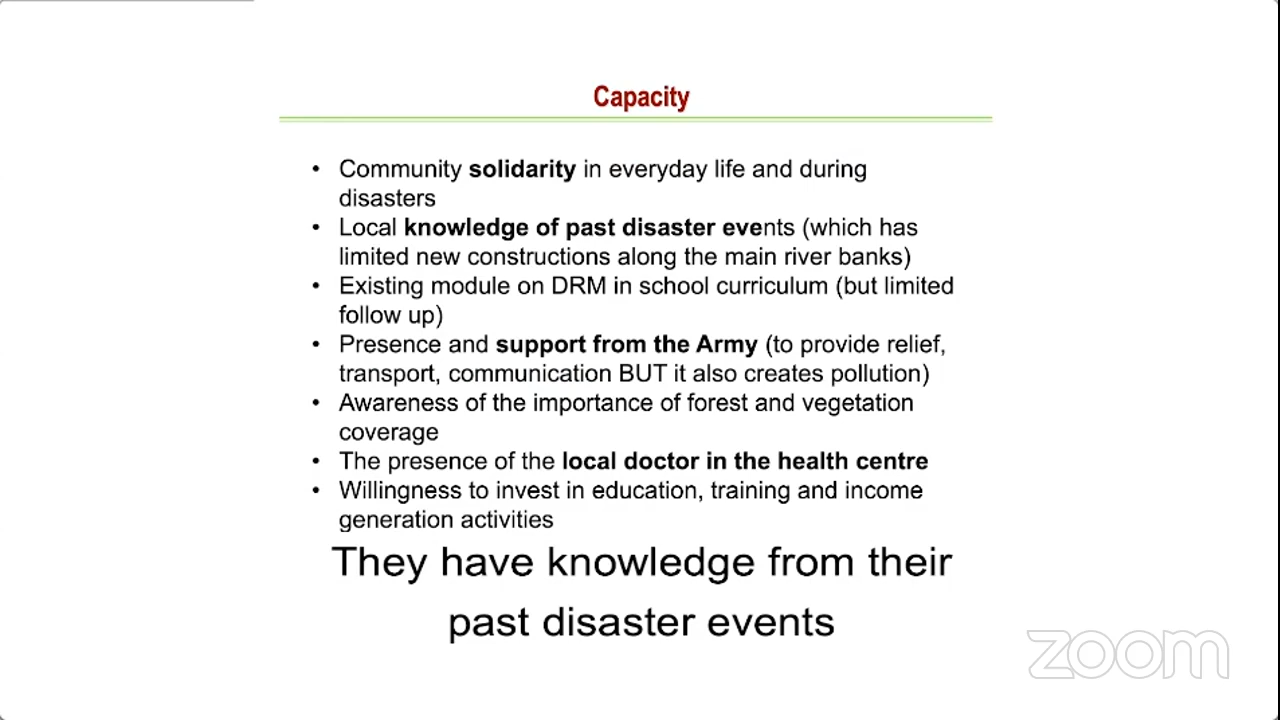 Capacity
• Community solidarity in everyday life and during
disasters
• Local knowledge of past disaster events (which has
limited new constructions along the main river banks)
• Existing module on DRM in school curriculum (but limited
follow up)
• Presence and support from the Army (to provide relief,
transport, communication BUT it also creates pollution)
• Awareness of the importance of forest and vegetation
coverage
• The presence of the local doctor in the health centre
• Willingness to invest in education, training and income
generation activities
They have knowledge from their
past disaster events
zoom